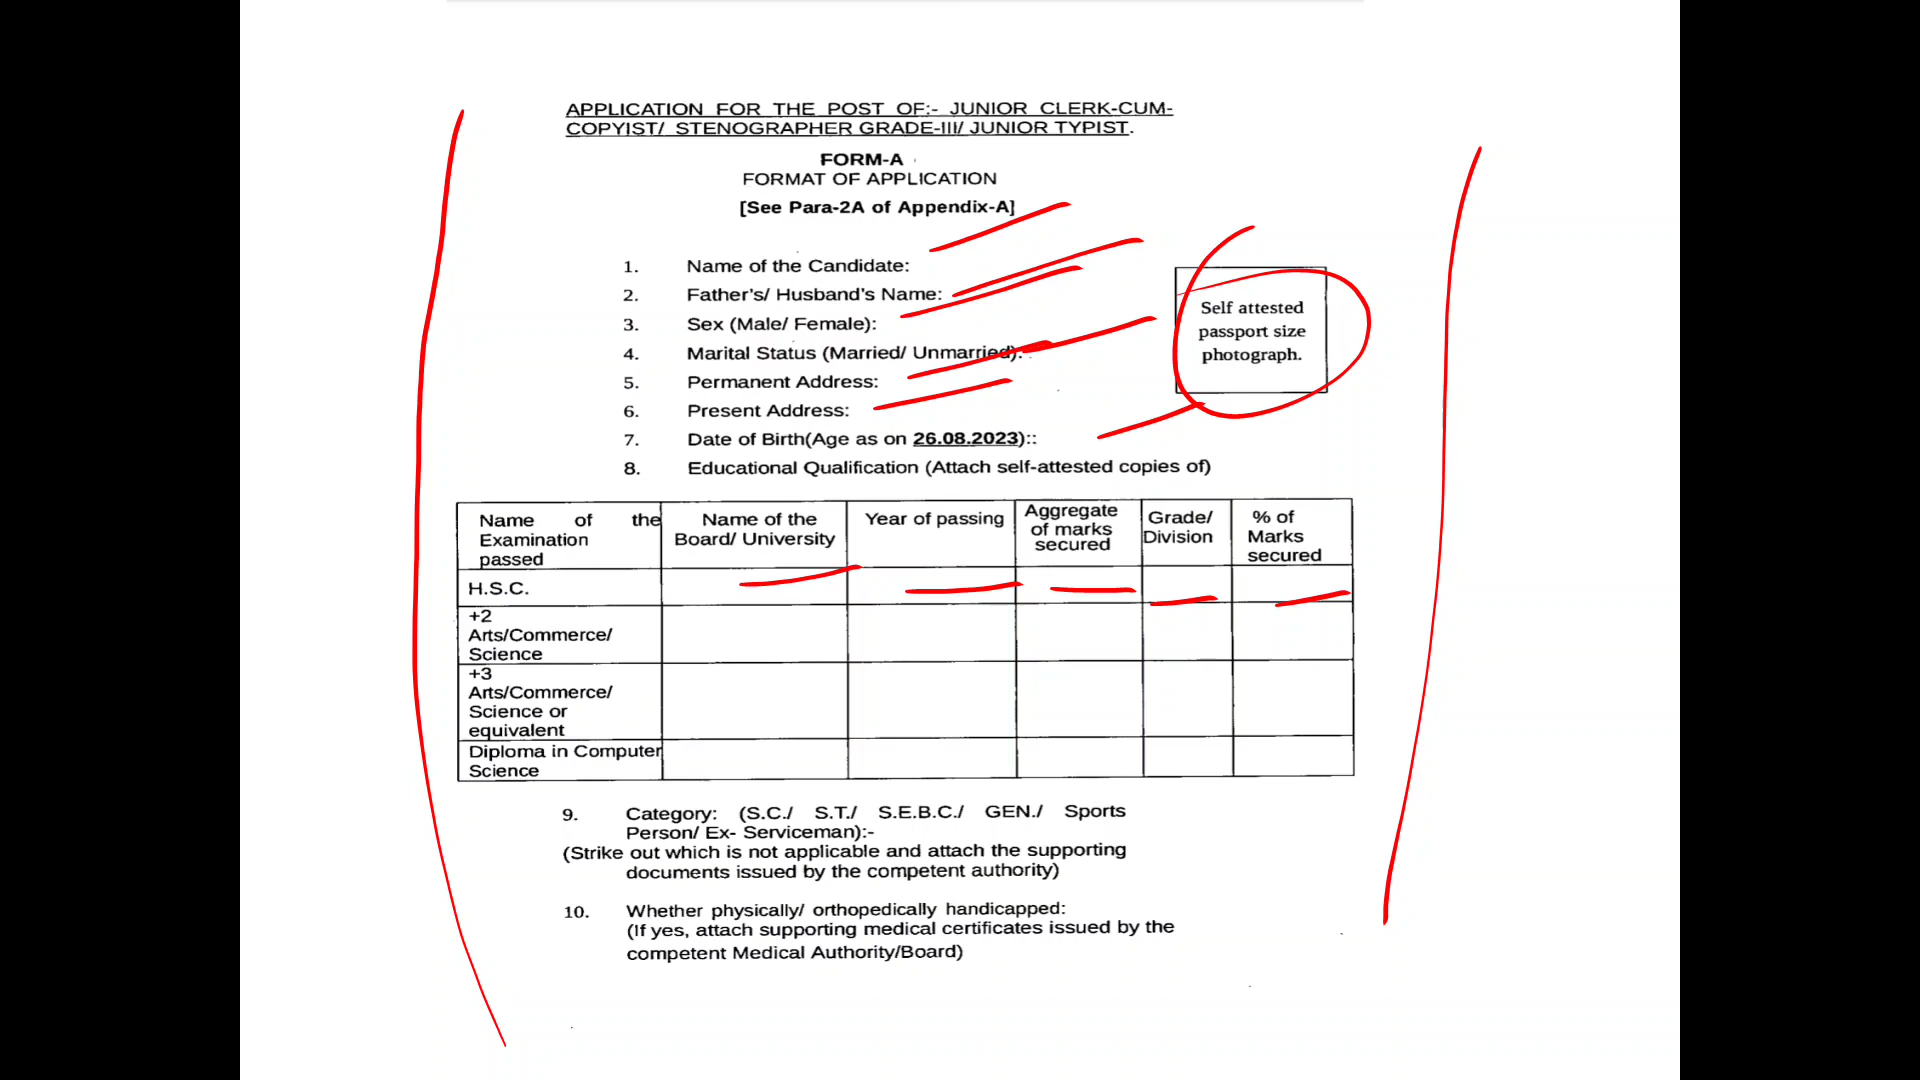 APPLICATION FOR THE POST OF:- JUNIOR CLERK-CUM-
COPYIST/ STENOGRAPHER GRADE-III/ JUNIOR TYPIST.
FORM-A
FORMAT OF APPLICATION
[See Para-2A of Appendix-A]
1. Name of the Candidate:
2. Father's/ Husband's Name:
3. Sex (Male/ Female):
4. Marital Status (Married/ Unmarried):
5. Permanent Address:
6. Present Address:
7. Date of Birth(Age as on 26.08.2023)::
8. Educational Qualification (Attach self-attested copies of)
Self attested
passport size
photograph.
Name of the
Examination
passed
Name of the
Board/ University
Year of passing
Aggregate
of marks
secured
Grade/
Division
% of
Marks
secured
H.S.C.
+2
Arts/Commerce/
Science
+3
Arts/Commerce/
Science or
equivalent
Diploma in Computer
Science
9. Category: (S.C./ S.T./ S.E.B.C./ GEN./ Sports
Person/ Ex- Serviceman):-
(Strike out which is not applicable and attach the supporting
documents issued by the competent authority)
10. Whether physically/ orthopedically handicapped:
(If yes, attach supporting medical certificates issued by the
competent Medical Authority/Board)